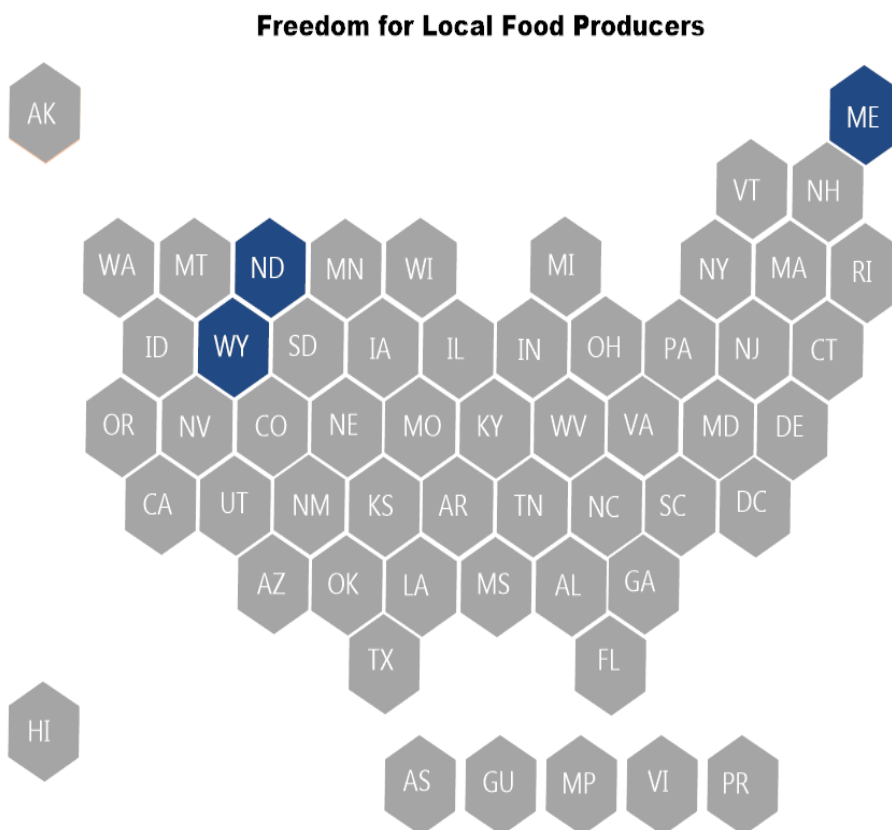 Freedom for Local Food Producers
AK
ME
VT NH
WA MT ND MN WI MI NY MA RI
ID WY SD IA IL IN OH PA NJ CT
OR NV CO NE MO KY WV VA MD DE
CA UT NM KS AR TN NC SC DC
AZ OK LA MS AL GA
TX FL
HI
AS GU MP VI PR